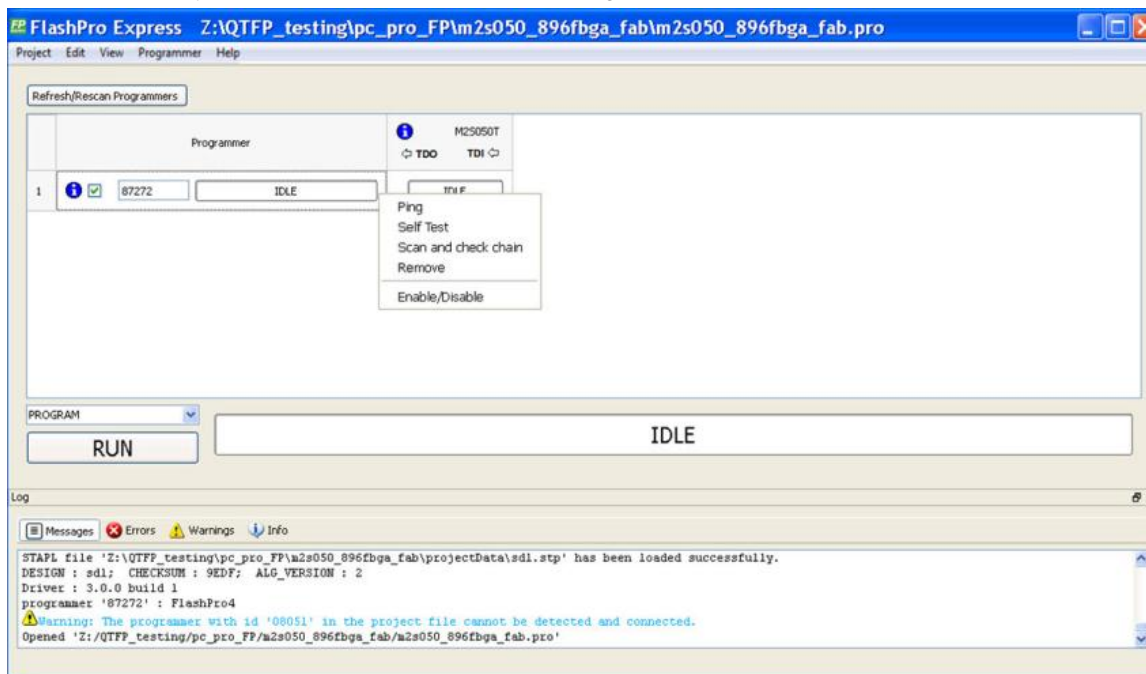 FP FlashPro Express Z:\QTFP_testing\pc_pro_FP\m2s050_896fbga_fab\m2s050_896fbga_fab.pro
Project Edit View Programmer Help
Refresh/Rescan Programmers
Programmer
M2S050T
TDO TDI
1 87272 IDLE IDLE
Ping
Self Test
Scan and check chain
Remove
Enable/Disable
PROGRAM
RUN
IDLE
Log
Messages Errors Warnings Info
STAPL file 'Z:\QTFP_testing\pc_pro_FP\m2s050_896fbga_fab\projectData\sdl.stp' has been loaded successfully.
DESIGN : sdl; CHECKSUM : 9EDF; ALG_VERSION : 2
Driver : 3.0.0 build 1
programmer '87272' : FlashPro4
Warning: The programmer with id '08051' in the project file cannot be detected and connected.
Opened 'Z:/QTFP_testing/pc_pro_FP/m2s050_896fbga_fab/m2s050_896fbga_fab.pro'